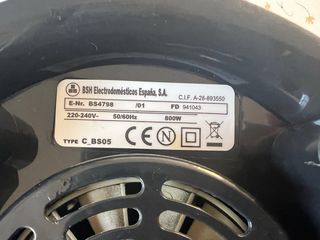 BSH Electrodomésticos España, S.A.
C.I.F. A-28-893550
E-Nr. BS4798 /01 FD 941043
220-240V~ 50/60Hz 800W
TYPE C_BS05